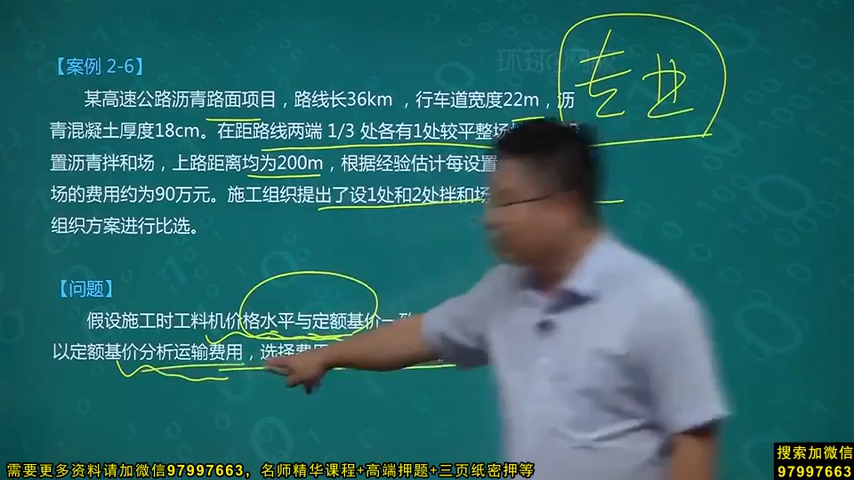 【案例 2-6】
专业
某高速公路沥青路面项目，路线长36km ，行车道宽度22m，沥
青混凝土厚度18cm。在距路线两端 1/3 处各有1处较平整场
置沥青拌和场，上路距离均为200m，根据经验估计每设置
场的费用约为90万元。施工组织提出了设1处和2处拌和场
组织方案进行比选。
【问题】
假设施工时工料机价格水平与定额基价一致
以定额基价分析运输费用，选择费用
需要更多资料请加微信97997663，名师精华课程+高端押题+三页纸密押等
搜索加微信
97997663